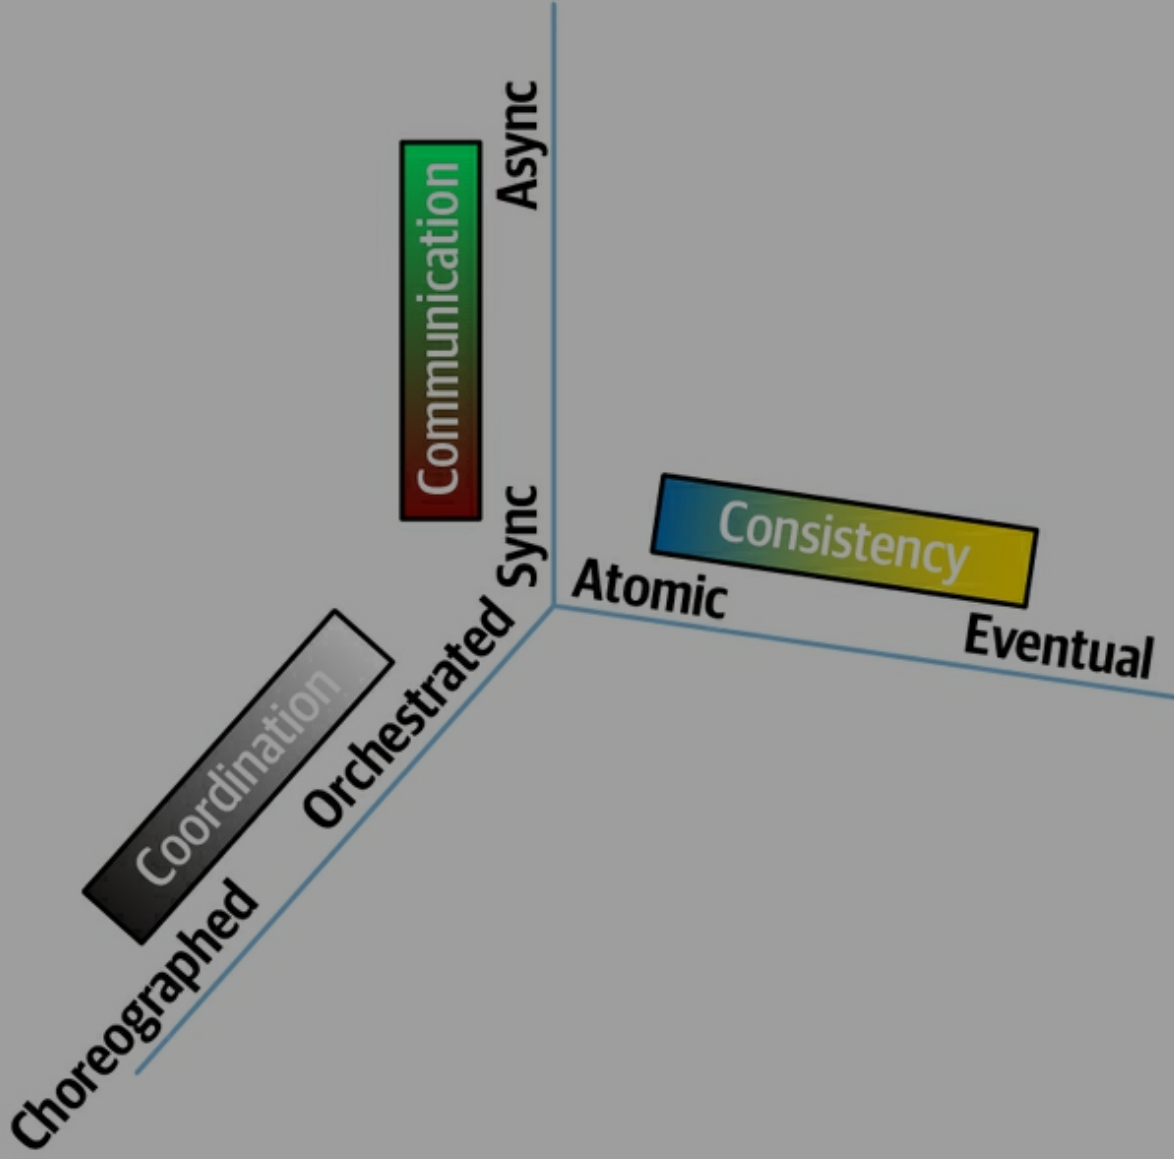 Async
Communication
Sync
Consistency
Atomic
Eventual
Orchestrated
Coordination
Choreographed